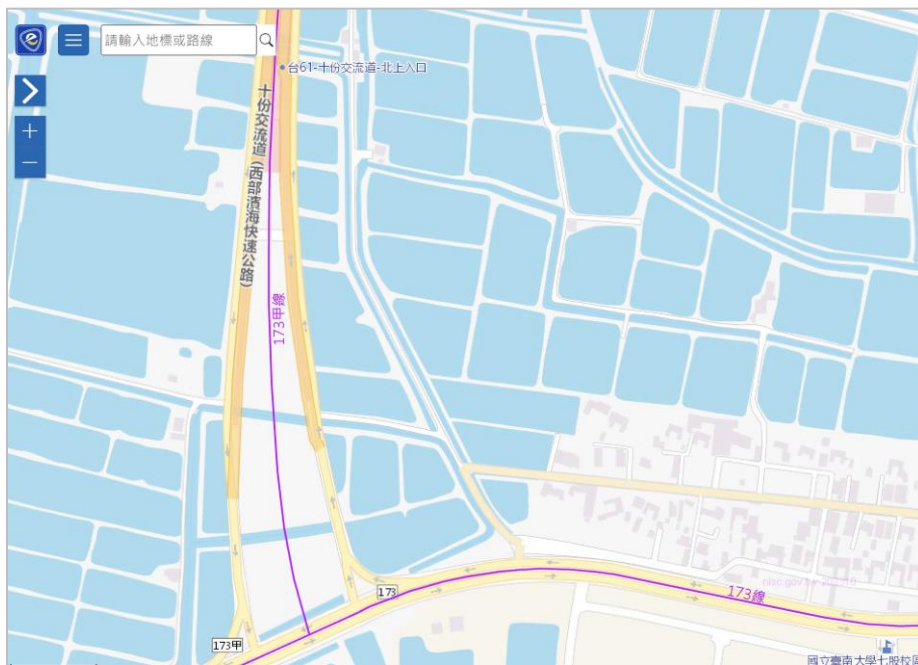 請輸入地標或路線
台61-十份交流道-北上入口
十份交流道(西部濱海快速公路)
173甲線
173
173線
173甲
國立臺南大學七股校區